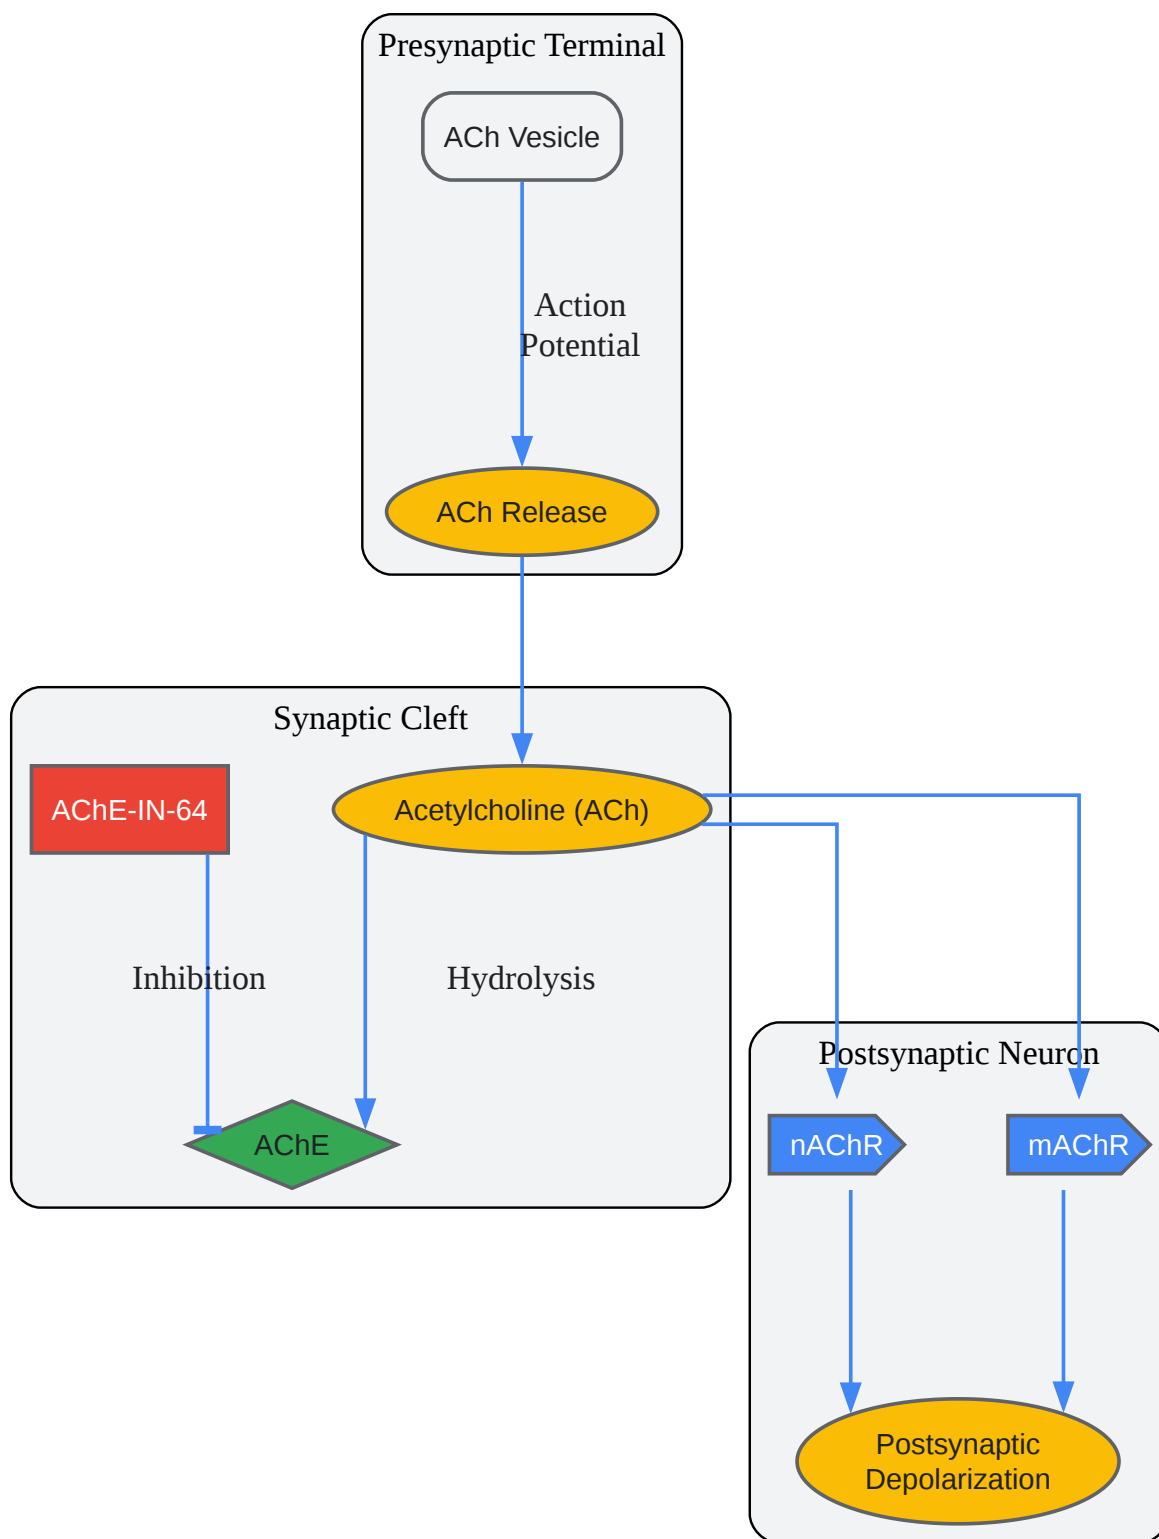 Presynaptic Terminal
ACh Vesicle
Action
Potential
ACh Release
Synaptic Cleft
AChE-IN-64
Acetylcholine (ACh)
Inhibition
Hydrolysis
AChE
Postsynaptic Neuron
nAChR
mAChR
Postsynaptic
Depolarization